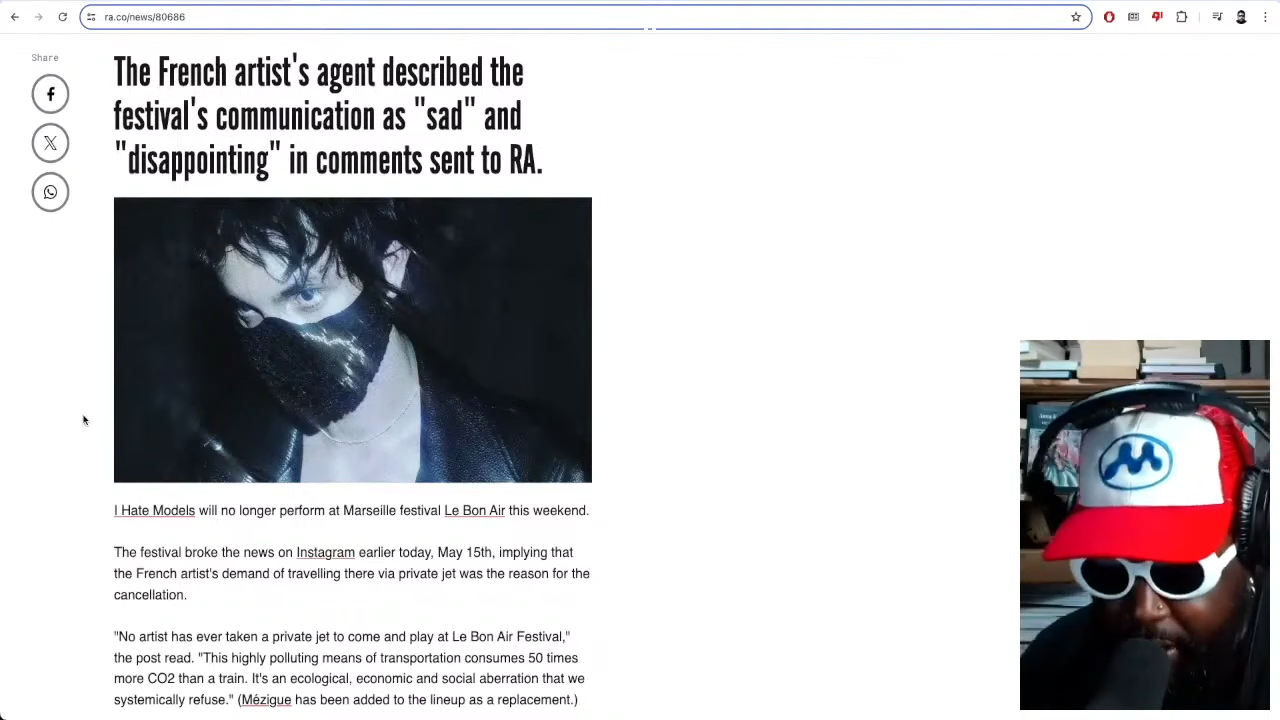 ra.co/news/80686
Share
The French artist's agent described the
festival's communication as "sad" and
"disappointing" in comments sent to RA.
I Hate Models will no longer perform at Marseille festival Le Bon Air this weekend.
The festival broke the news on Instagram earlier today, May 15th, implying that
the French artist's demand of travelling there via private jet was the reason for the
cancellation.
"No artist has ever taken a private jet to come and play at Le Bon Air Festival,"
the post read. "This highly polluting means of transportation consumes 50 times
more CO2 than a train. It's an ecological, economic and social aberration that we
systemically refuse." (Mézigue has been added to the lineup as a replacement.)
M